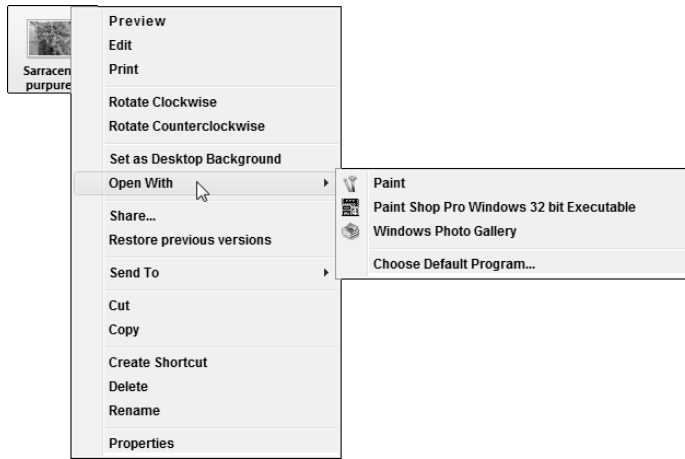 Sarracen
purpure
Preview
Edit
Print
Rotate Clockwise
Rotate Counterclockwise
Set as Desktop Background
Open With
Share...
Restore previous versions
Send To
Cut
Copy
Create Shortcut
Delete
Rename
Properties
Paint
Paint Shop Pro Windows 32 bit Executable
Windows Photo Gallery
Choose Default Program...